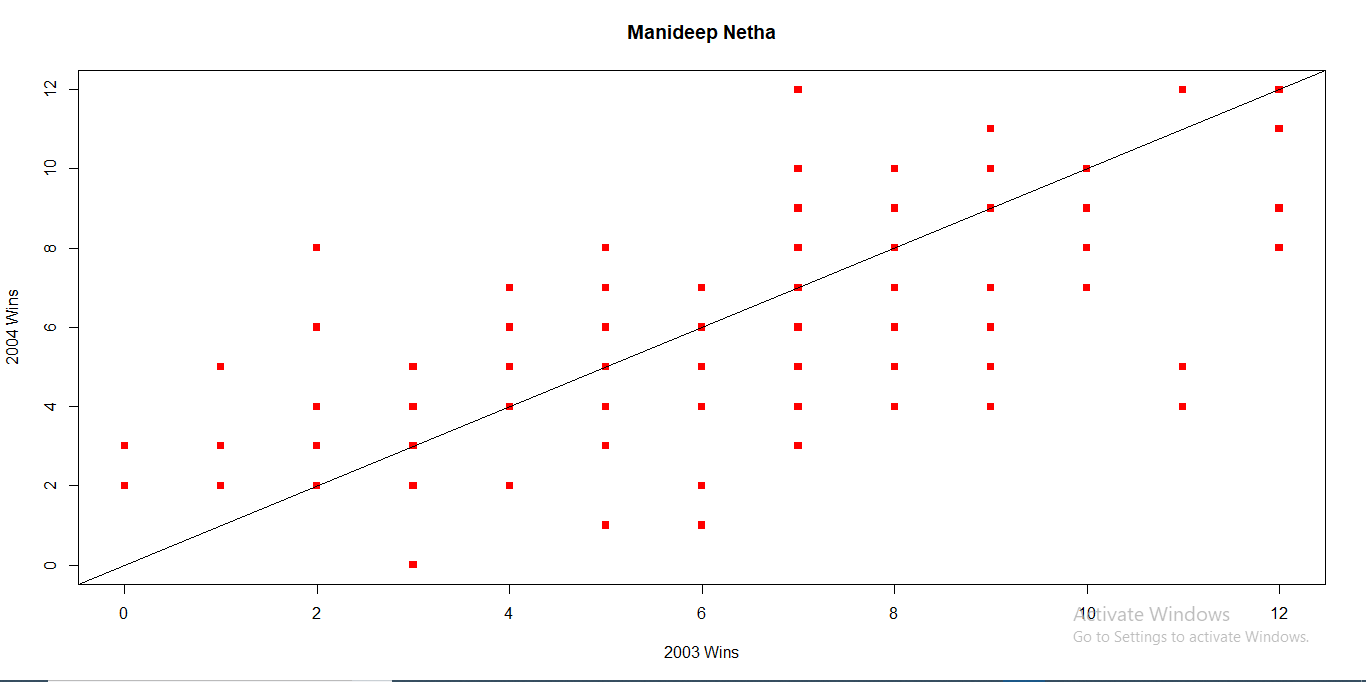 Manideep Netha
12
10
8
6
4
2
0
2004 Wins
0 2 4 6 8 10 12
2003 Wins
Activate Windows
Go to Settings to activate Windows.